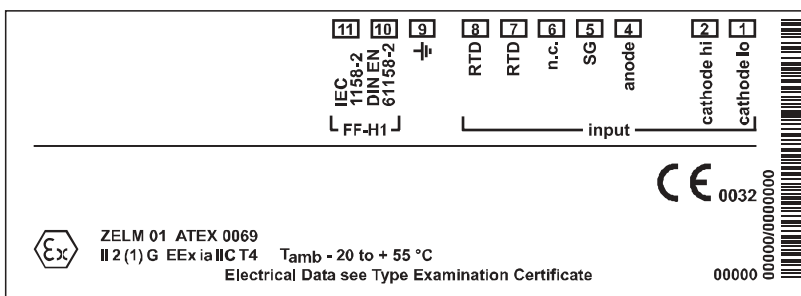 11 10 9 8 7 6 5 4 2 1
IEC
1158-2
DIN EN
61158-2
RTD
RTD
n.c.
SG
anode
cathode hi
cathode lo
FF-H1
input
CE 0032
00000/0000000
Ex
ZELM 01 ATEX 0069
II 2 (1) G EEx ia IIC T4 Tamb - 20 to + 55 °C
Electrical Data see Type Examination Certificate
00000